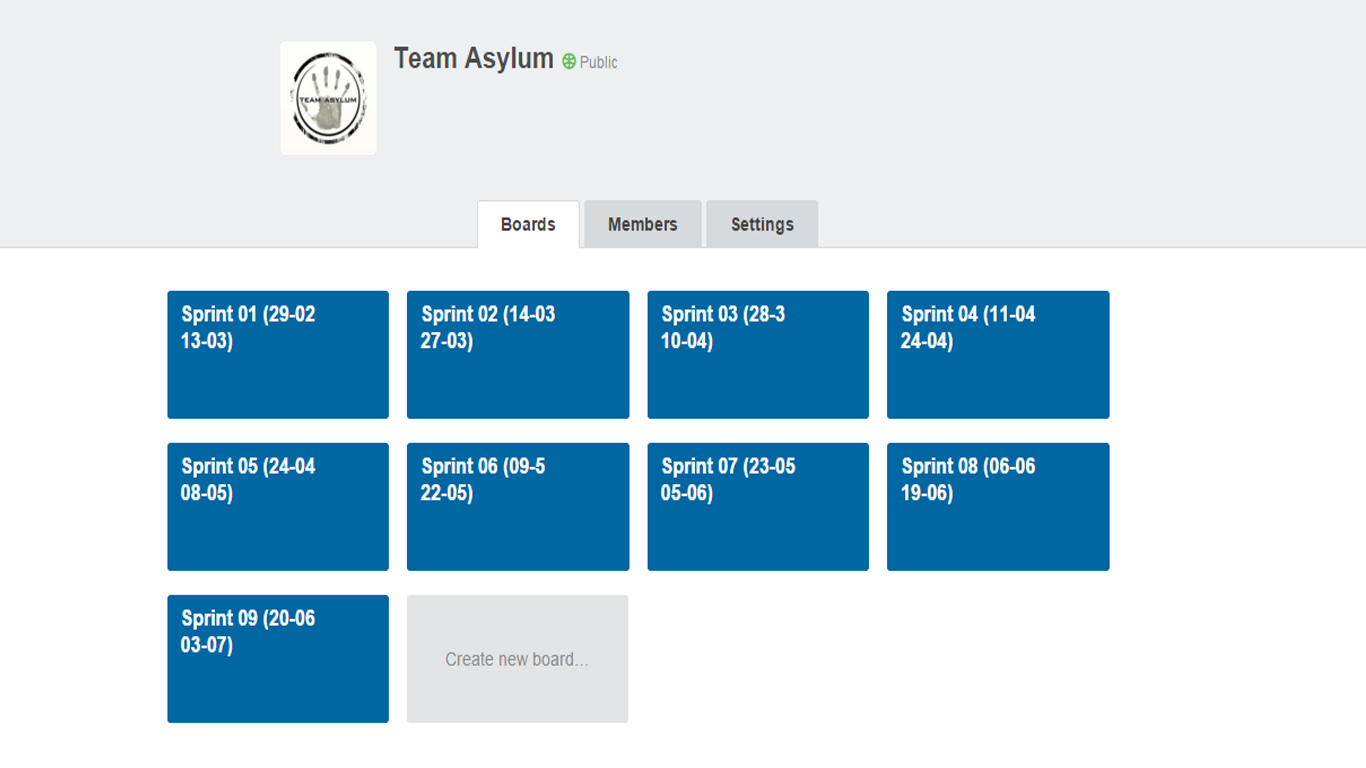 Team Asylum Public
TEAM ASYLUM
Boards Members Settings
Sprint 01 (29-02
13-03)
Sprint 02 (14-03
27-03)
Sprint 03 (28-3
10-04)
Sprint 04 (11-04
24-04)
Sprint 05 (24-04
08-05)
Sprint 06 (09-5
22-05)
Sprint 07 (23-05
05-06)
Sprint 08 (06-06
19-06)
Sprint 09 (20-06
03-07)
Create new board...